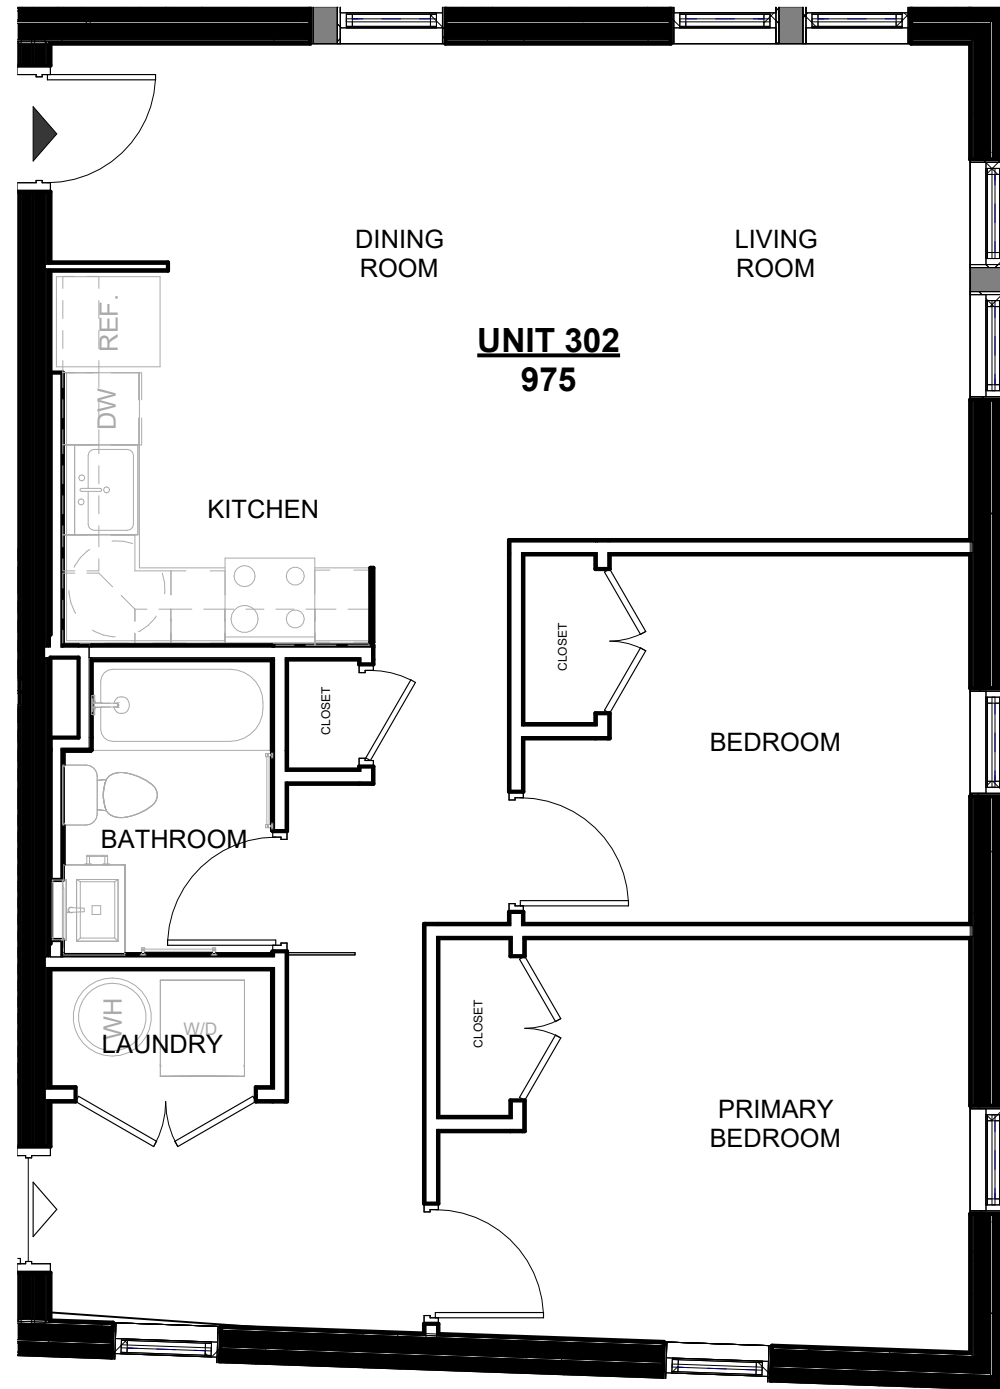 DINING
ROOM
LIVING
ROOM
REF.
UNIT 302
975
DW
KITCHEN
CLOSET
CLOSET
BEDROOM
BATHROOM
CLOSET
WH
W/D
LAUNDRY
PRIMARY
BEDROOM